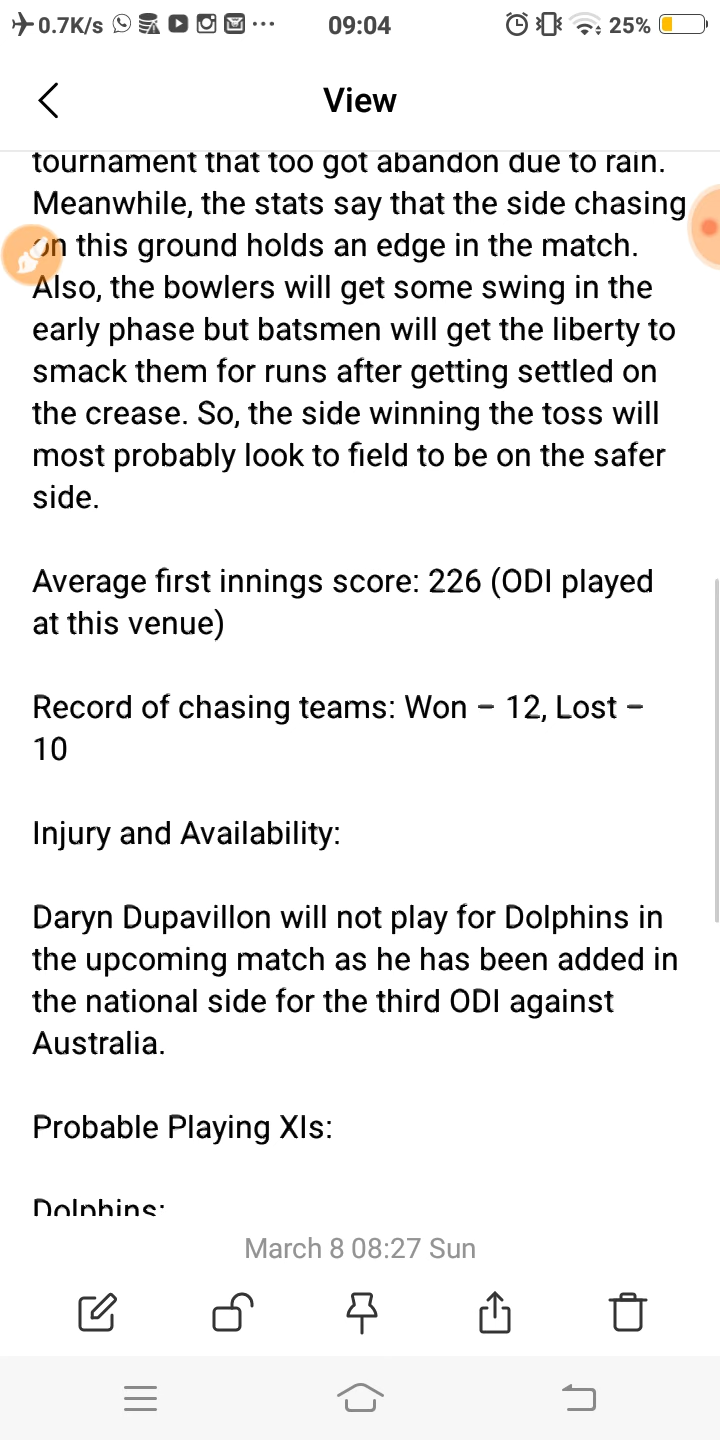 0.7K/s ... 09:04 25%
View
tournament that too got abandon due to rain.
Meanwhile, the stats say that the side chasing
on this ground holds an edge in the match.
Also, the bowlers will get some swing in the
early phase but batsmen will get the liberty to
smack them for runs after getting settled on
the crease. So, the side winning the toss will
most probably look to field to be on the safer
side.
Average first innings score: 226 (ODI played
at this venue)
Record of chasing teams: Won – 12, Lost –
10
Injury and Availability:
Daryn Dupavillon will not play for Dolphins in
the upcoming match as he has been added in
the national side for the third ODI against
Australia.
Probable Playing XIs:
Dolphins:
March 8 08:27 Sun